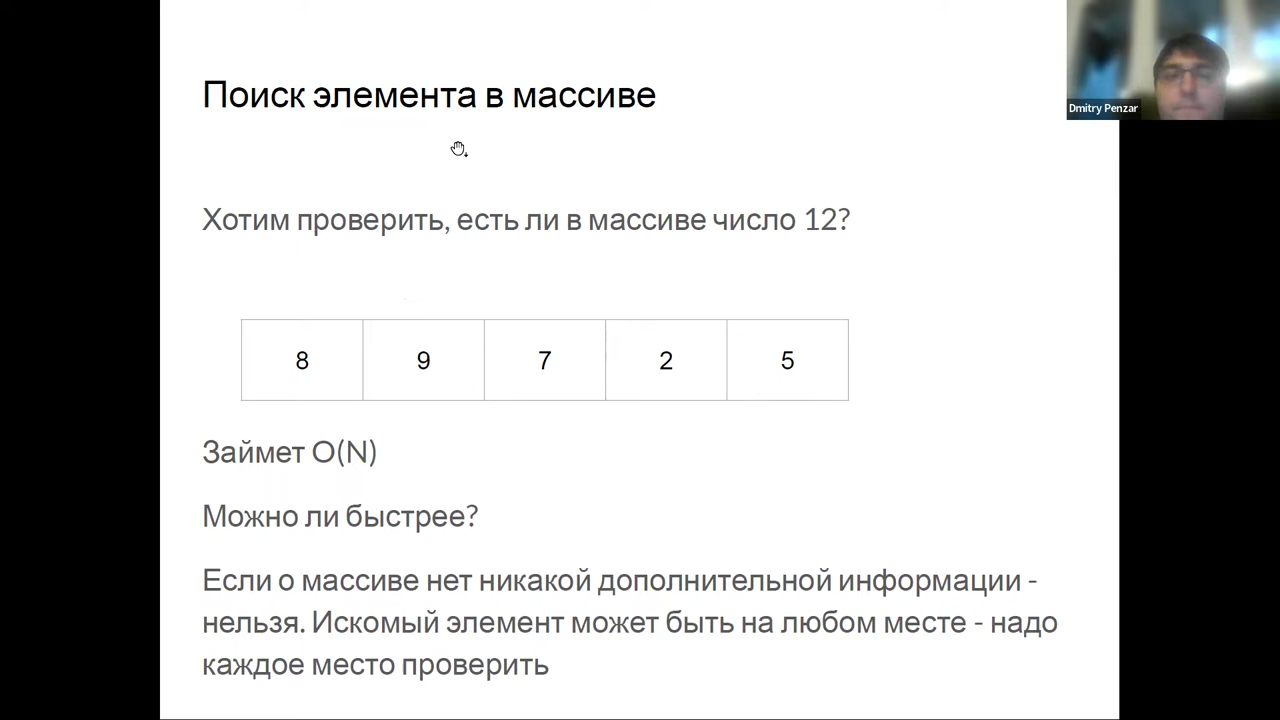 Поиск элемента в массиве
Dmitry Penzar
Хотим проверить, есть ли в массиве число 12?
8 9 7 2 5
Займет O(N)
Можно ли быстрее?
Если о массиве нет никакой дополнительной информации -
нельзя. Искомый элемент может быть на любом месте - надо
каждое место проверить